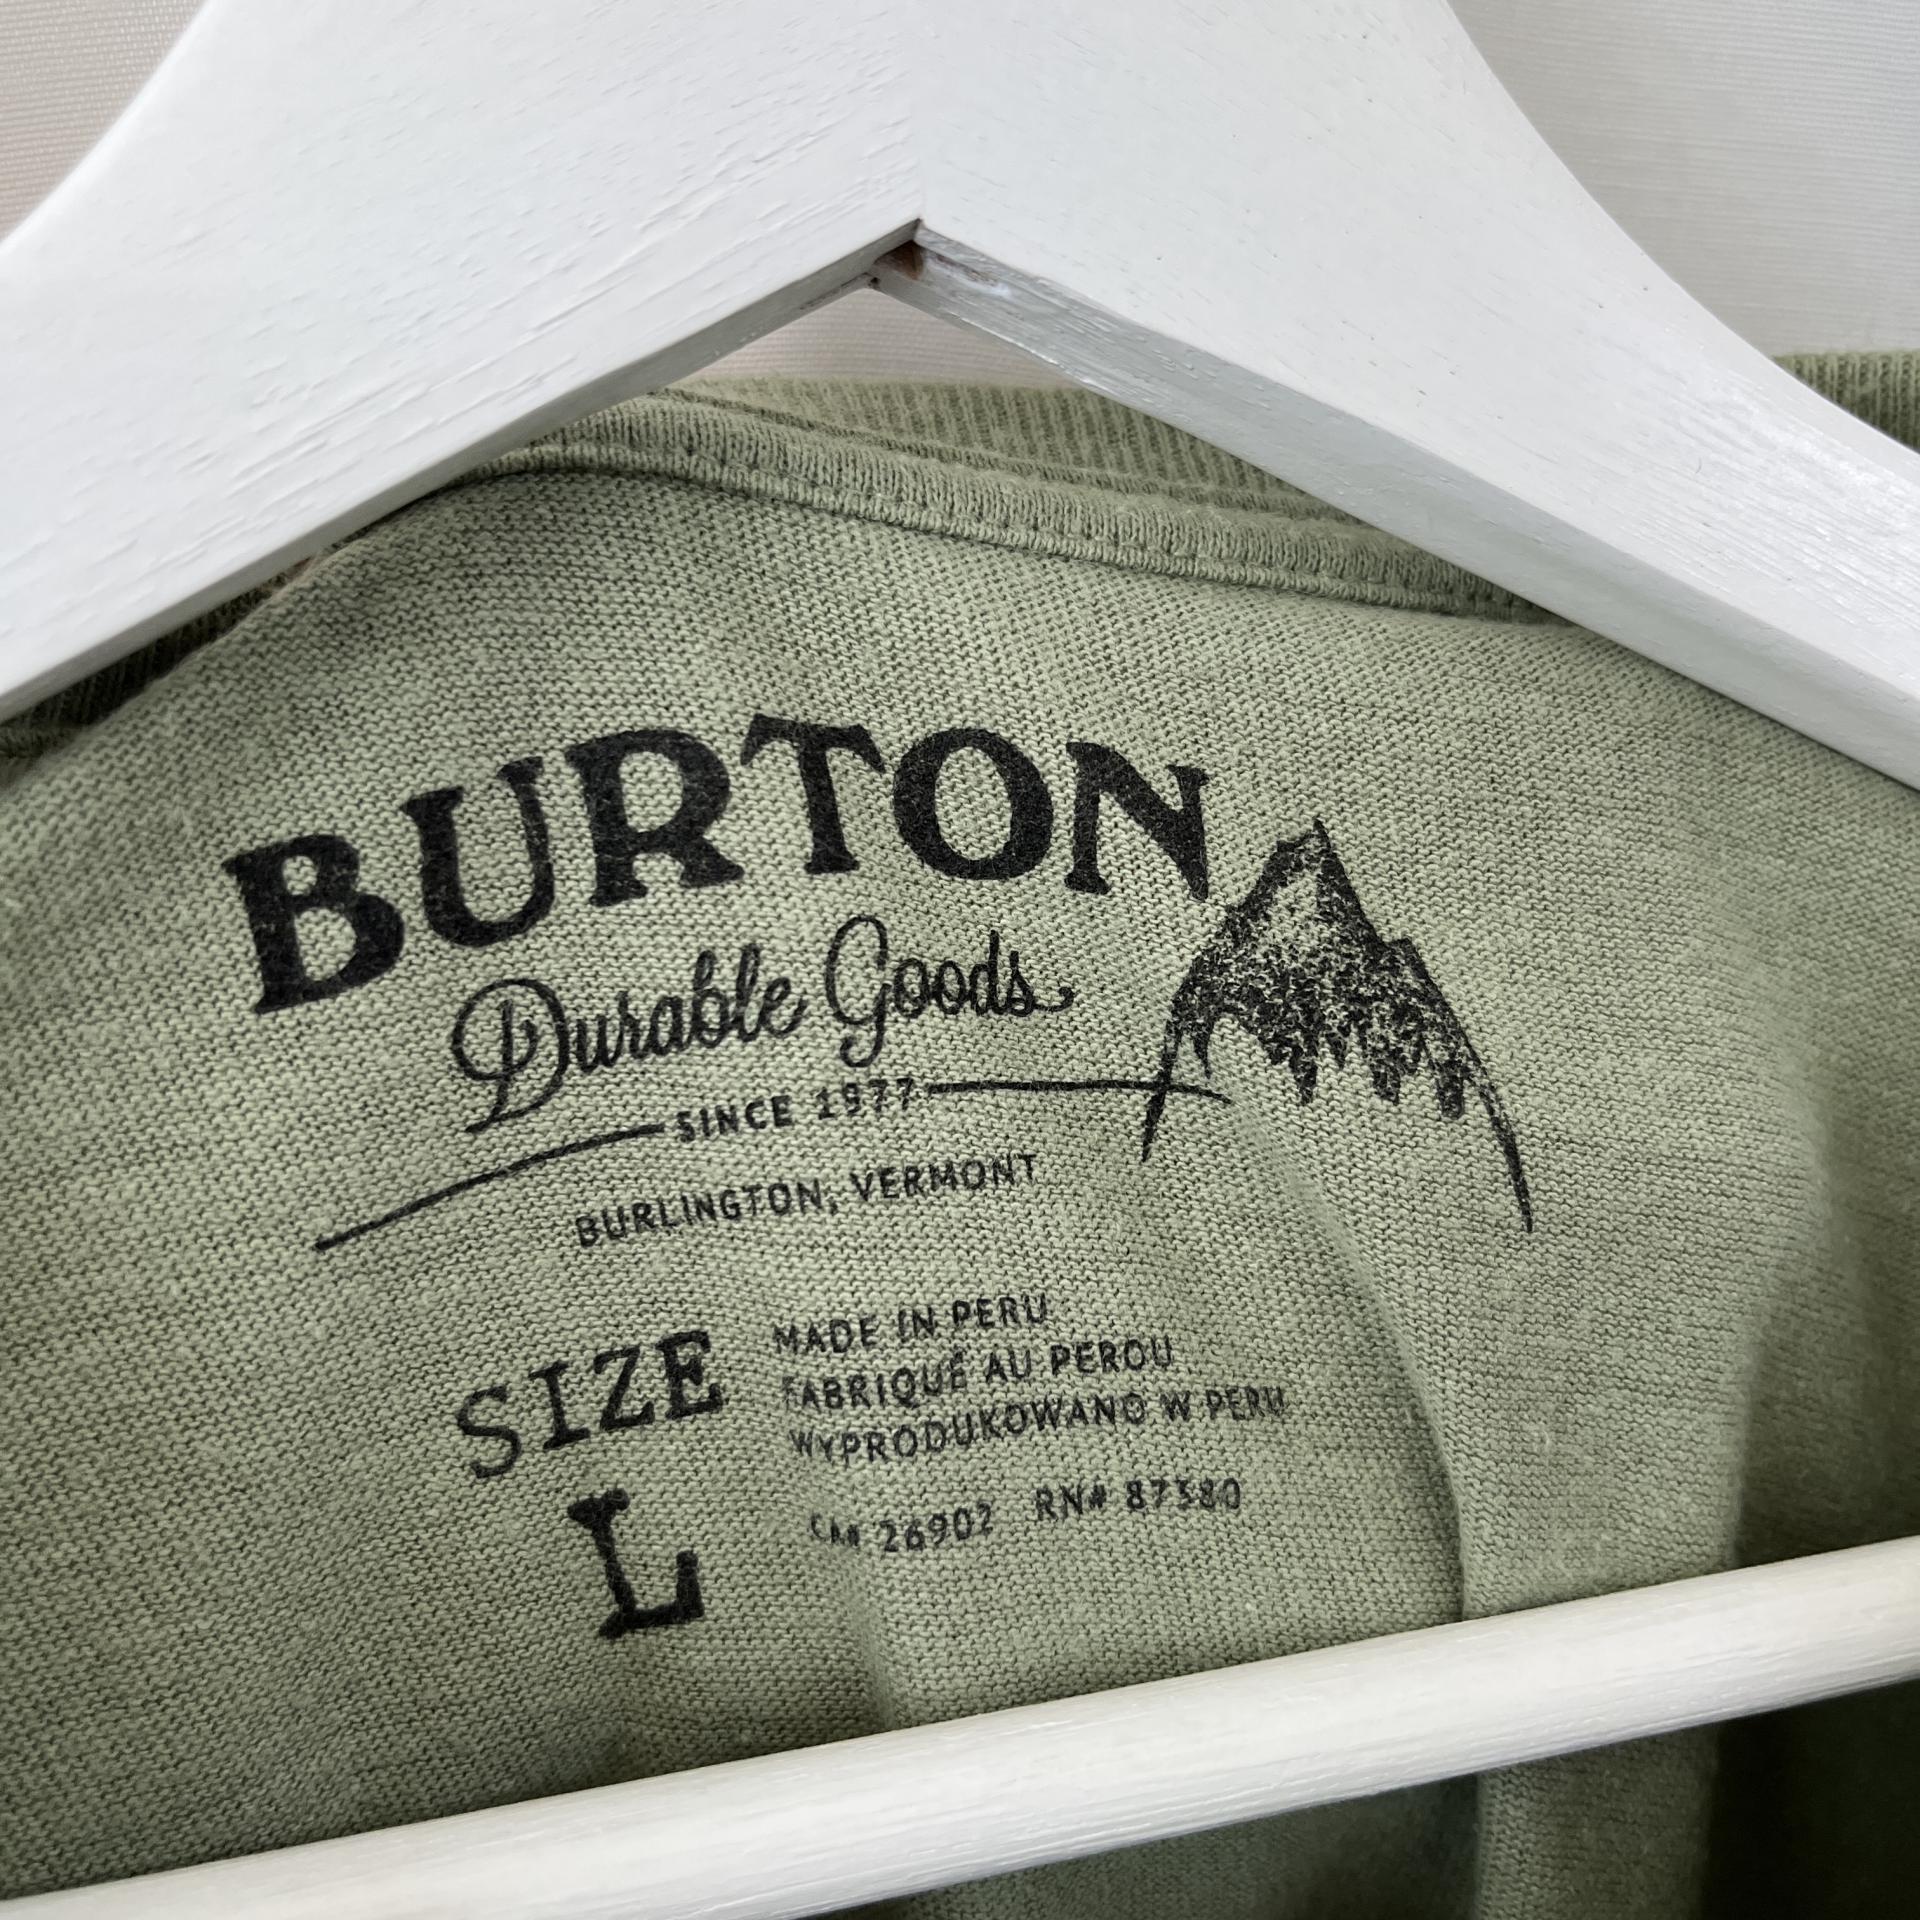 BURTON
Durable Goods
SINCE 1977
BURLINGTON, VERMONT
SIZE
L
MADE IN PERU
FABRIQUÉ AU PEROU
WYPRODUKOWANO W PERU
CA# 26902 RN# 87380